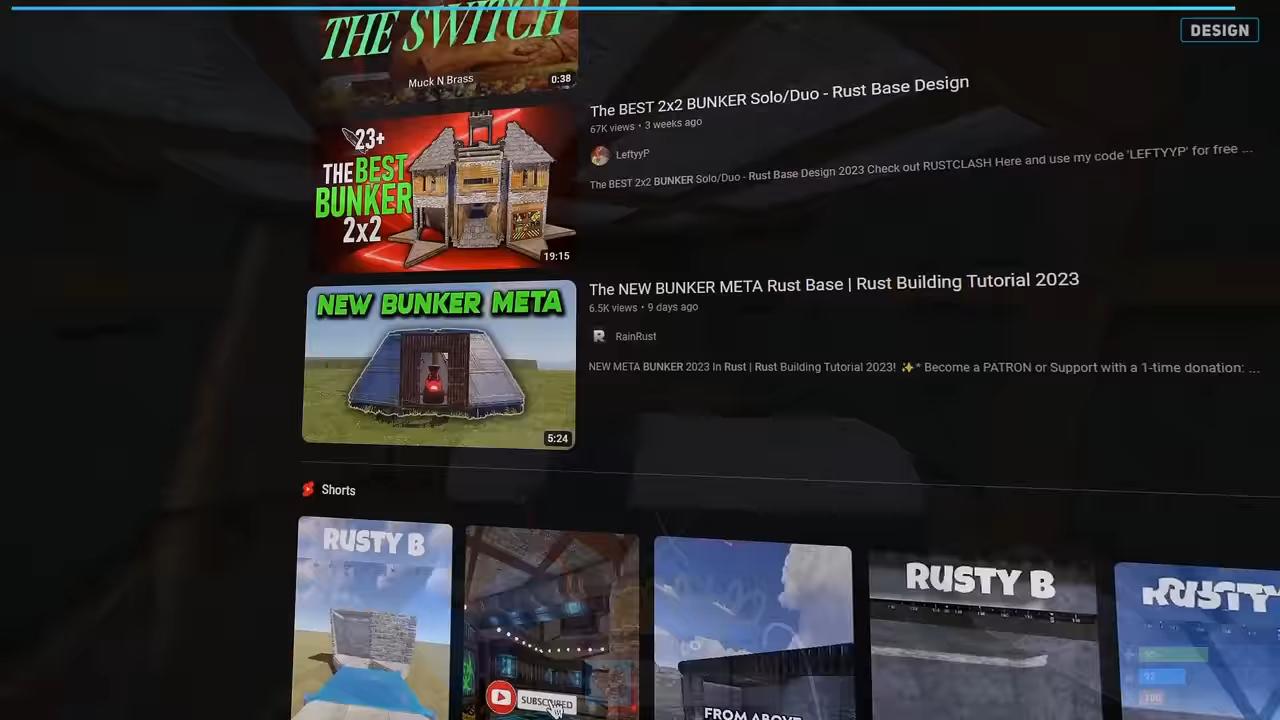 THE SWITCH
Muck N Brass
0:38
DESIGN
23+
THE BEST
BUNKER
2x2
19:15
The BEST 2x2 BUNKER Solo/Duo - Rust Base Design
67K views • 3 weeks ago
LeftyyP
The BEST 2x2 BUNKER Solo/Duo - Rust Base Design 2023 Check out RUSTCLASH Here and use my code 'LEFTYYP' for free ...
NEW BUNKER META
5:24
The NEW BUNKER META Rust Base | Rust Building Tutorial 2023
6.5K views • 9 days ago
R
RainRust
NEW META BUNKER 2023 In Rust | Rust Building Tutorial 2023! ✨* Become a PATRON or Support with a 1-time donation: ...
Shorts
RUSTY B
SUBSCRIBED
FROM ABOVE
RUSTY B
RUSTY
92
100